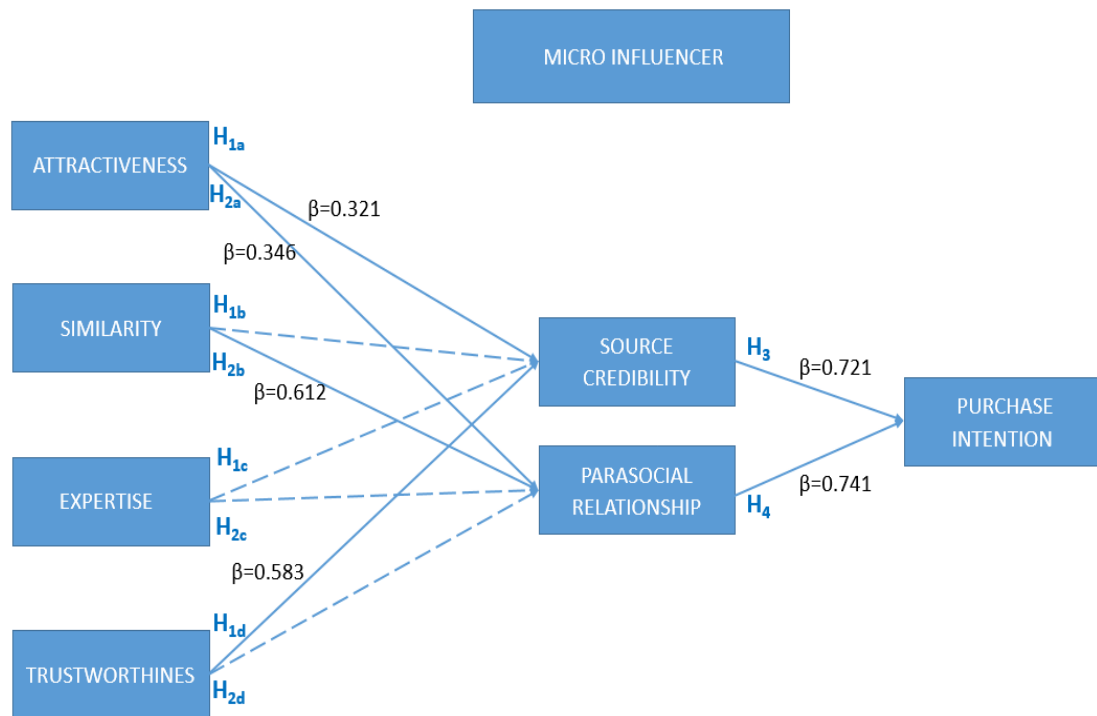 MICRO INFLUENCER
H1a
ATTRACTIVENESS
H2a
β=0.321
β=0.346
H1b
SIMILARITY
H2b
SOURCE
CREDIBILITY
H3
β=0.721
β=0.612
PURCHASE
INTENTION
H1c
EXPERTISE
H2c
PARASOCIAL
RELATIONSHIP
β=0.741
H4
β=0.583
H1d
TRUSTWORTHINES
H2d